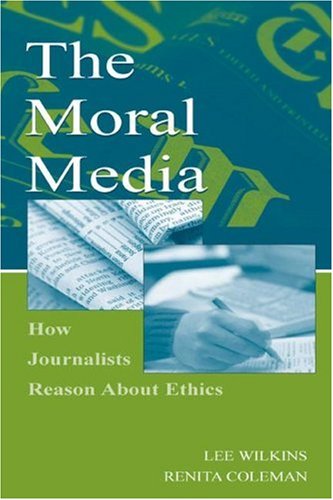 The
Moral
Media
How
Journalists
Reason About Ethics
LEE WILKINS
RENITA COLEMAN